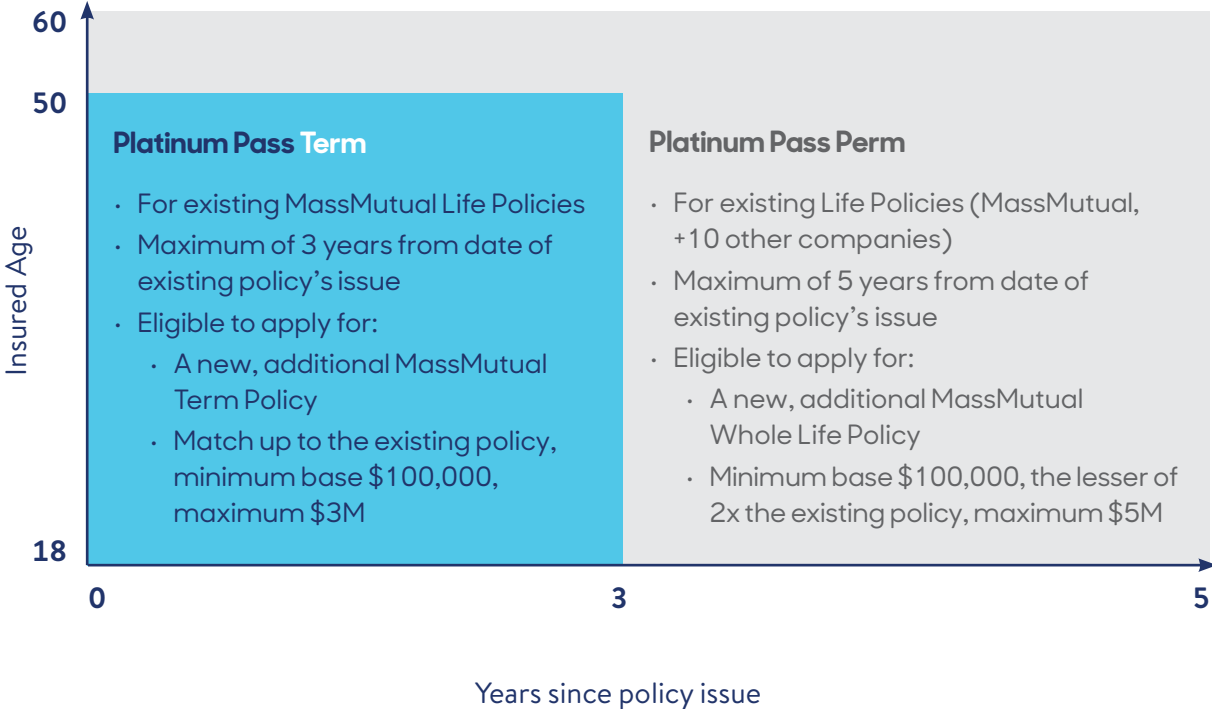 60
50
18
Insured Age
Platinum Pass Term
· For existing MassMutual Life Policies
· Maximum of 3 years from date of
existing policy’s issue
· Eligible to apply for:
· A new, additional MassMutual
Term Policy
· Match up to the existing policy,
minimum base $100,000,
maximum $3M
Platinum Pass Perm
· For existing Life Policies (MassMutual,
+10 other companies)
· Maximum of 5 years from date of
existing policy’s issue
· Eligible to apply for:
· A new, additional MassMutual
Whole Life Policy
· Minimum base $100,000, the lesser of
2x the existing policy, maximum $5M
0
3
5
Years since policy issue